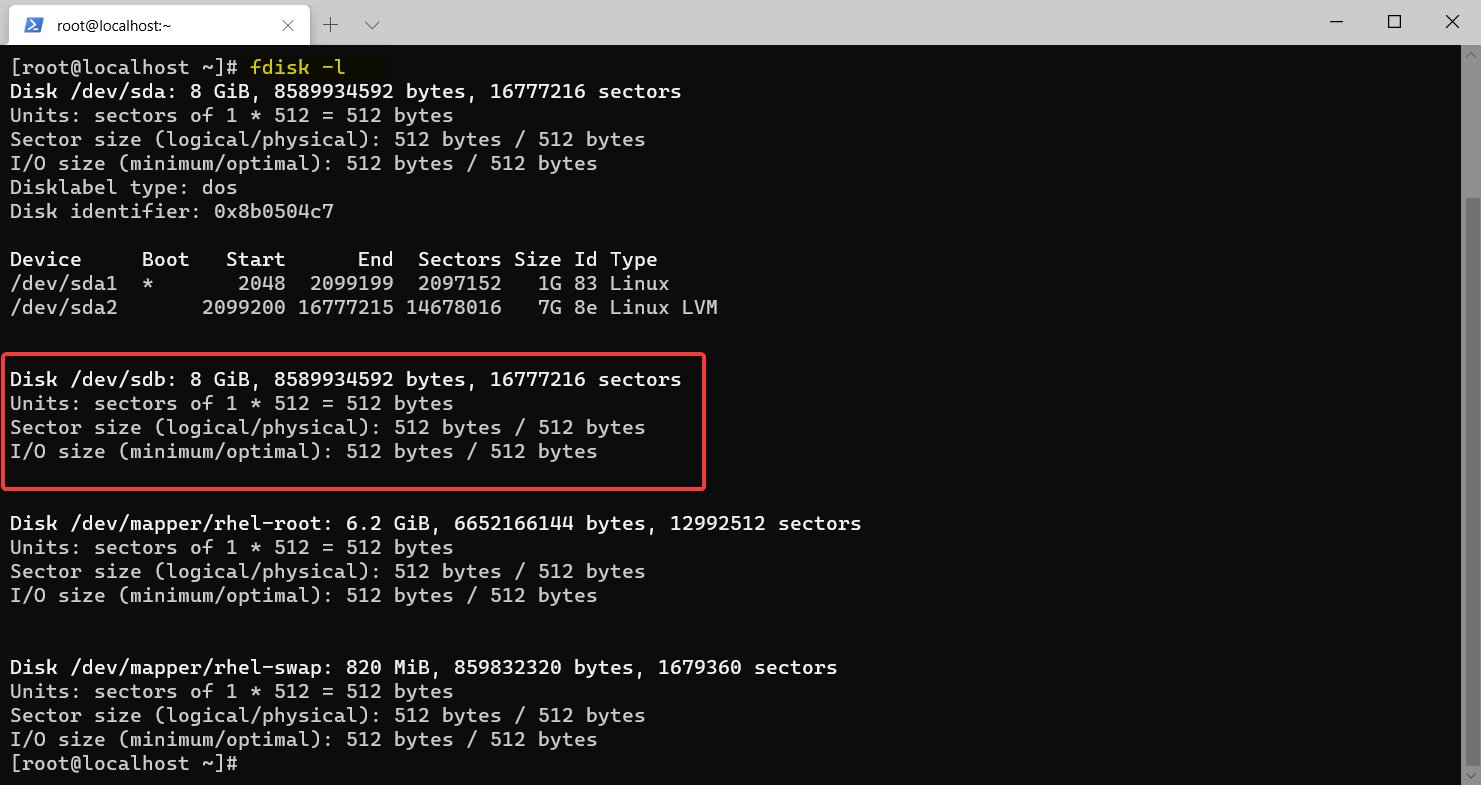 root@localhost:~
[root@localhost ~]# fdisk -l
Disk /dev/sda: 8 GiB, 8589934592 bytes, 16777216 sectors
Units: sectors of 1 * 512 = 512 bytes
Sector size (logical/physical): 512 bytes / 512 bytes
I/O size (minimum/optimal): 512 bytes / 512 bytes
Disklabel type: dos
Disk identifier: 0x8b0504c7
Device     Boot   Start      End  Sectors Size Id Type
/dev/sda1  *       2048  2099199  2097152   1G 83 Linux
/dev/sda2       2099200 16777215 14678016   7G 8e Linux LVM
Disk /dev/sdb: 8 GiB, 8589934592 bytes, 16777216 sectors
Units: sectors of 1 * 512 = 512 bytes
Sector size (logical/physical): 512 bytes / 512 bytes
I/O size (minimum/optimal): 512 bytes / 512 bytes
Disk /dev/mapper/rhel-root: 6.2 GiB, 6652166144 bytes, 12992512 sectors
Units: sectors of 1 * 512 = 512 bytes
Sector size (logical/physical): 512 bytes / 512 bytes
I/O size (minimum/optimal): 512 bytes / 512 bytes
Disk /dev/mapper/rhel-swap: 820 MiB, 859832320 bytes, 1679360 sectors
Units: sectors of 1 * 512 = 512 bytes
Sector size (logical/physical): 512 bytes / 512 bytes
I/O size (minimum/optimal): 512 bytes / 512 bytes
[root@localhost ~]#